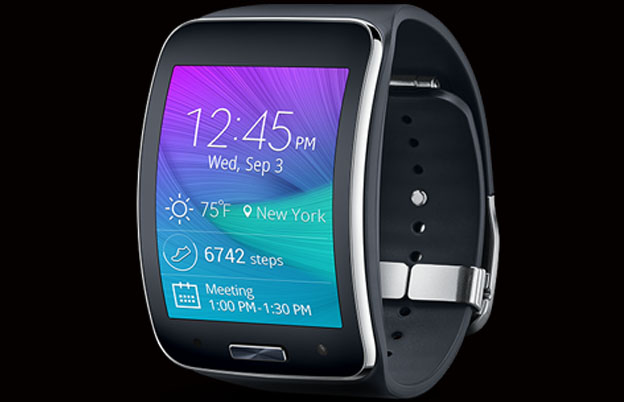 12:45 PM
Wed, Sep 3
75°F New York
6742 steps
Meeting
1:00 PM-1:30 PM